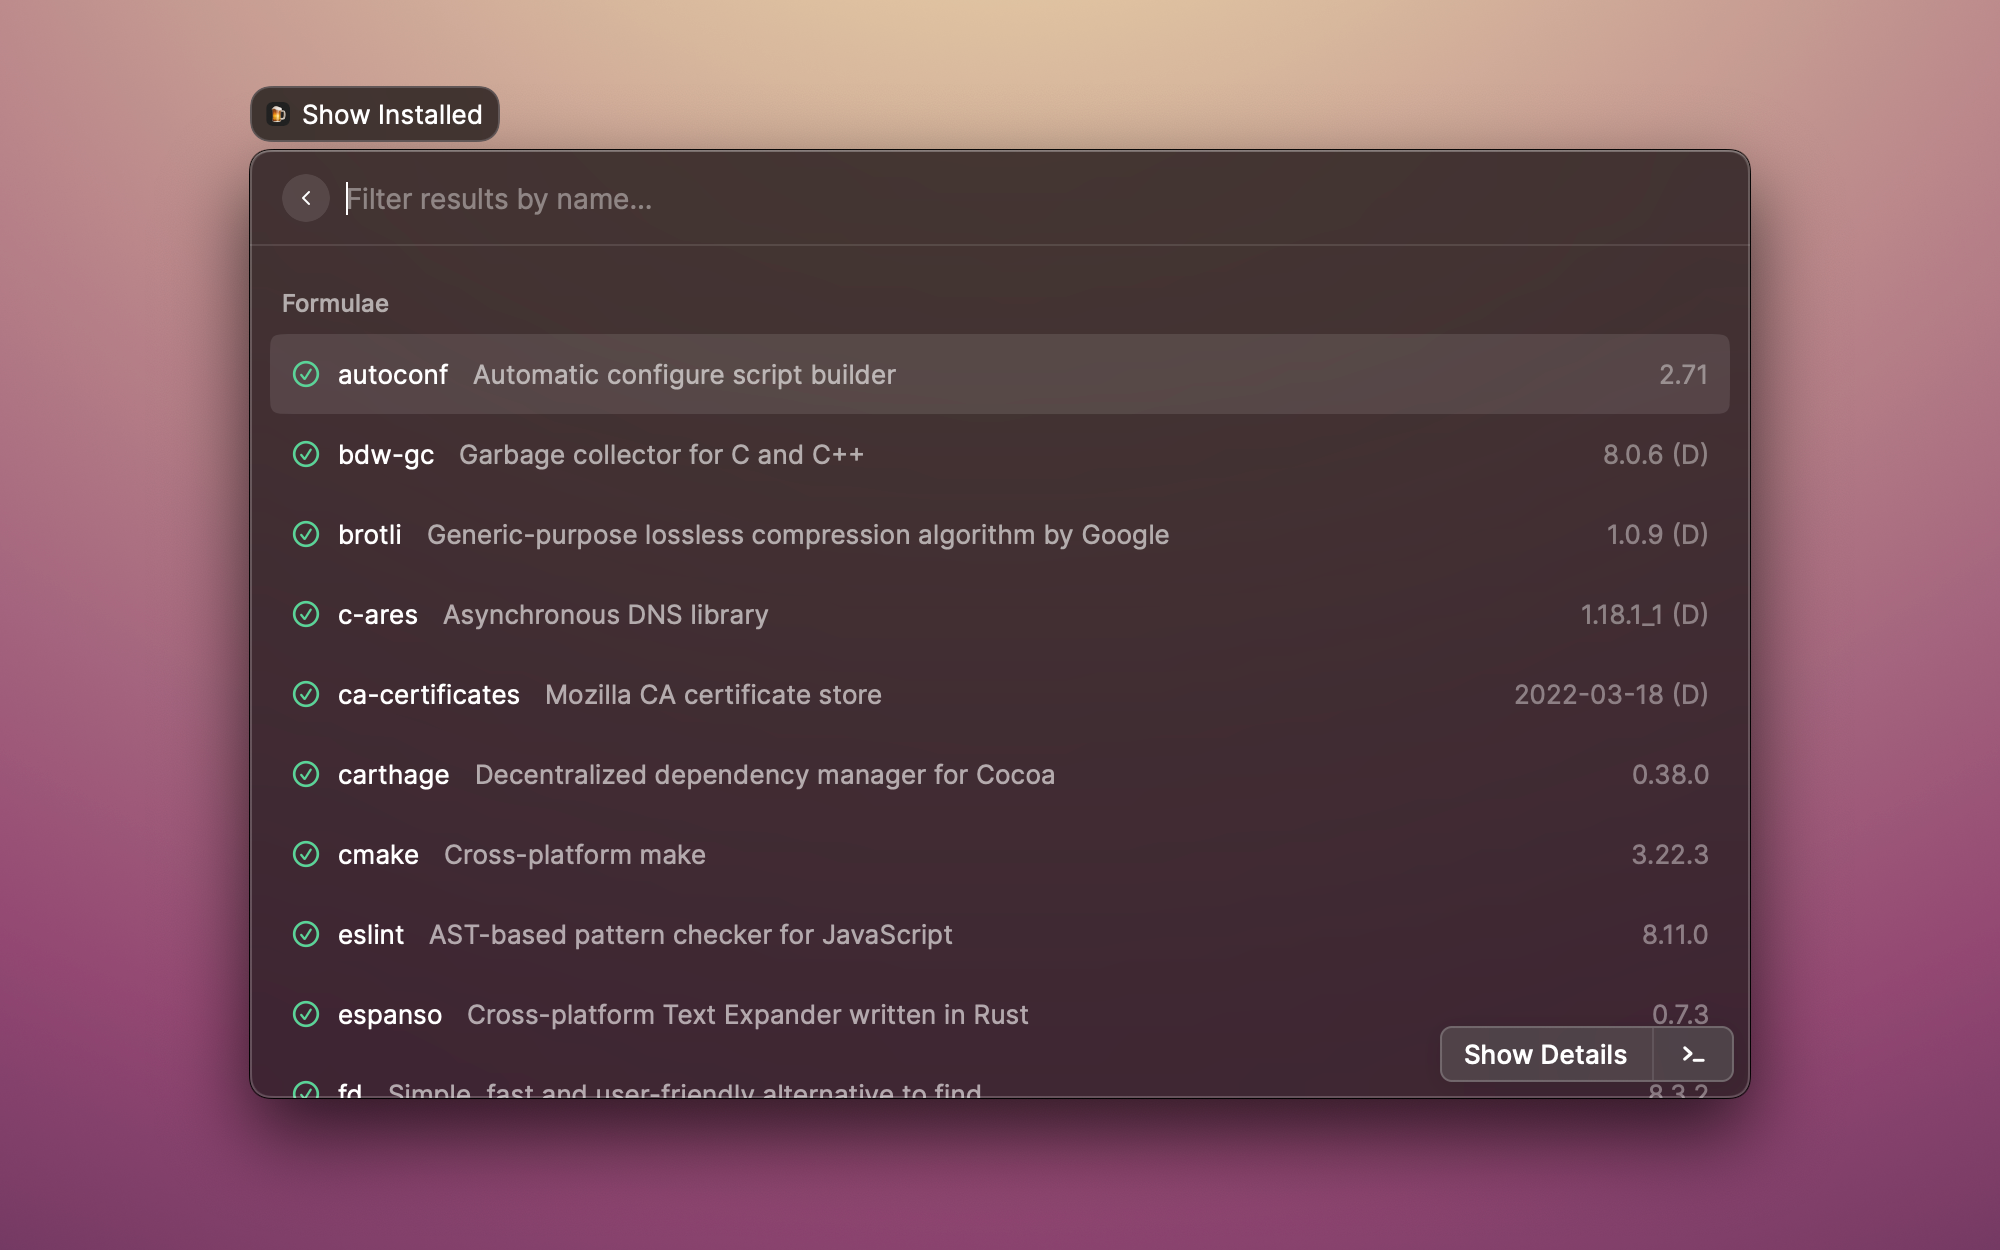 Show Installed
Filter results by name...
Formulae
autoconf Automatic configure script builder 2.71
bdw-gc Garbage collector for C and C++ 8.0.6 (D)
brotli Generic-purpose lossless compression algorithm by Google 1.0.9 (D)
c-ares Asynchronous DNS library 1.18.1_1 (D)
ca-certificates Mozilla CA certificate store 2022-03-18 (D)
carthage Decentralized dependency manager for Cocoa 0.38.0
cmake Cross-platform make 3.22.3
eslint AST-based pattern checker for JavaScript 8.11.0
espanso Cross-platform Text Expander written in Rust 0.7.3
Show Details >_
fd Simple, fast and user-friendly alternative to find 8.3.2